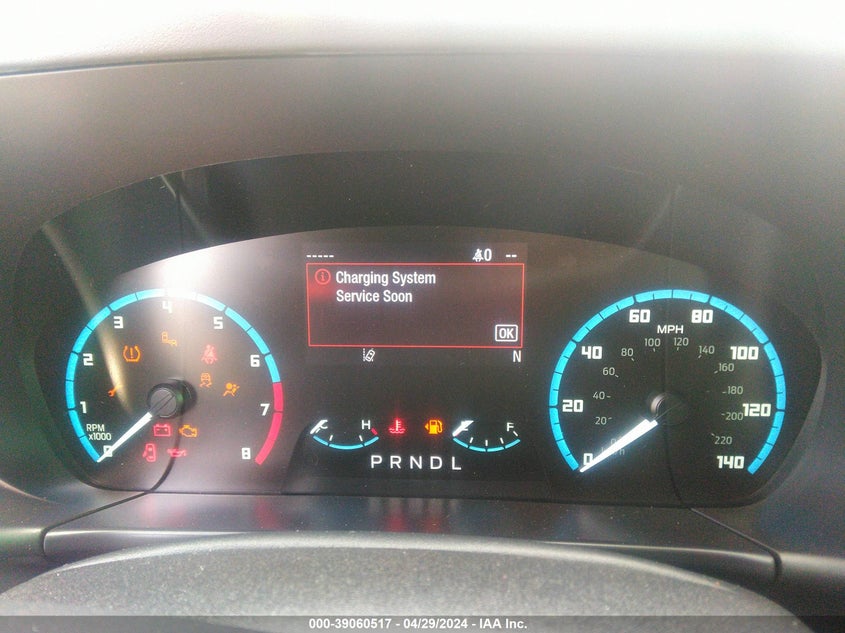 ----- 0 --
Charging System
Service Soon
OK
N
0 1 2 3 4 5 6 7 8
RPM
x1000
C H E F
P R N D L
0 20 40 60 80 100 120 140
MPH
20 40 60 80 100 120 140 160 180 200 220
000-39060517 - 04/29/2024 - IAA Inc.